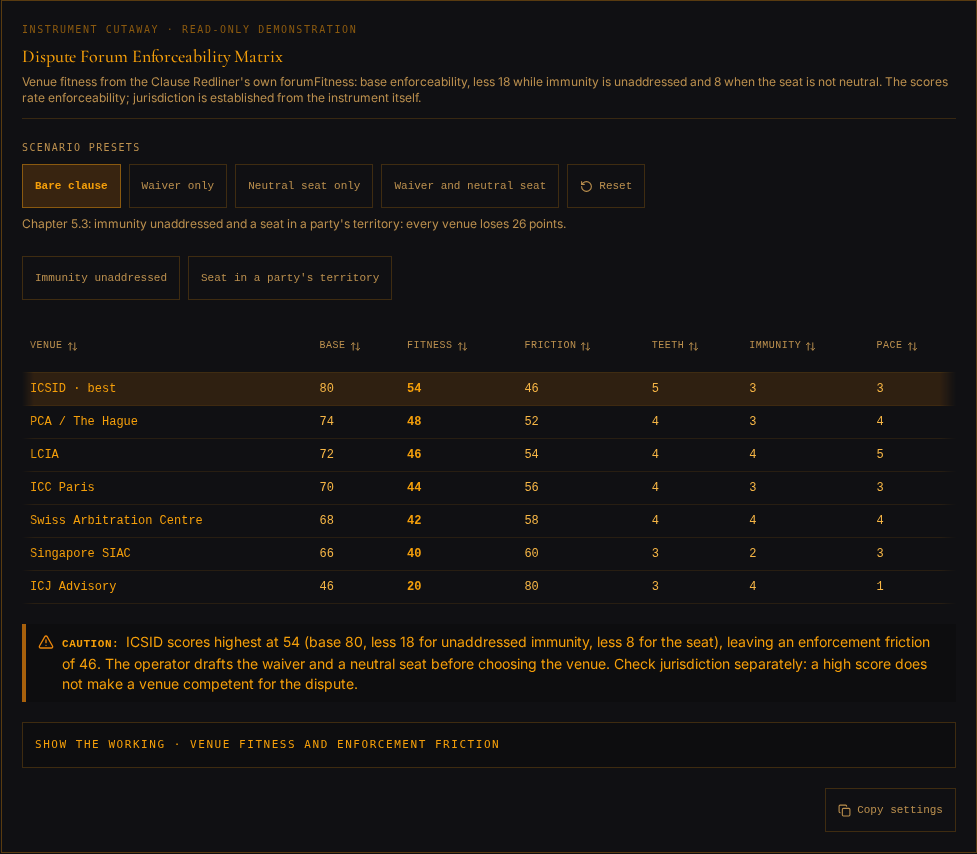 INSTRUMENT CUTAWAY · READ-ONLY DEMONSTRATION
Dispute Forum Enforceability Matrix
Venue fitness from the Clause Redliner's own forumFitness: base enforceability, less 18 while immunity is unaddressed and 8 when the seat is not neutral. The scores
rate enforceability; jurisdiction is established from the instrument itself.
SCENARIO PRESETS
Bare clause Waiver only Neutral seat only Waiver and neutral seat Reset
Chapter 5.3: immunity unaddressed and a seat in a party's territory: every venue loses 26 points.
Immunity unaddressed Seat in a party's territory
VENUE BASE FITNESS FRICTION TEETH IMMUNITY PACE
ICSID · best 80 54 46 5 3 3
PCA / The Hague 74 48 52 4 3 4
LCIA 72 46 54 4 4 5
ICC Paris 70 44 56 4 3 3
Swiss Arbitration Centre 68 42 58 4 4 4
Singapore SIAC 66 40 60 3 2 3
ICJ Advisory 46 20 80 3 4 1
CAUTION: ICSID scores highest at 54 (base 80, less 18 for unaddressed immunity, less 8 for the seat), leaving an enforcement friction
of 46. The operator drafts the waiver and a neutral seat before choosing the venue. Check jurisdiction separately: a high score does
not make a venue competent for the dispute.
SHOW THE WORKING · VENUE FITNESS AND ENFORCEMENT FRICTION
Copy settings